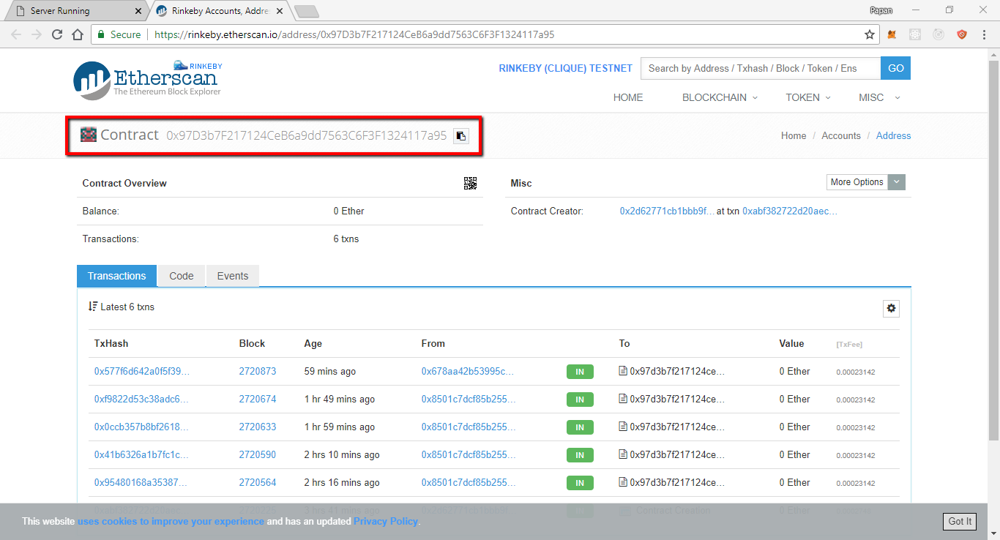 Server Running
Rinkeby Accounts, Addre
Papan
Secure https://rinkeby.etherscan.io/address/0x97D3b7F217124CeB6a9dd7563C6F3F1324117a95
RINKEBY
Etherscan
The Ethereum Block Explorer
RINKEBY (CLIQUE) TESTNET
Search by Address / Txhash / Block / Token / Ens
GO
HOME BLOCKCHAIN TOKEN MISC
Contract 0x97D3b7F217124CeB6a9dd7563C6F3F1324117a95
Home / Accounts / Address
Contract Overview
Balance: 0 Ether
Transactions: 6 txns
Misc
More Options
Contract Creator: 0x2d62771cb1bbb9f... at txn 0xabf382722d20aec...
Transactions Code Events
Latest 6 txns
TxHash Block Age From To Value [TxFee]
0x577f6d642a0f5f39... 2720873 59 mins ago 0x678aa42b53995c... IN 0x97d3b7f217124ce... 0 Ether 0.00023142
0xf9822d53c38adc6... 2720674 1 hr 49 mins ago 0x8501c7dcf85b255... IN 0x97d3b7f217124ce... 0 Ether 0.00023142
0x0ccb357b8bf2618... 2720633 1 hr 59 mins ago 0x8501c7dcf85b255... IN 0x97d3b7f217124ce... 0 Ether 0.00023142
0x41b6326a1b7fc1c... 2720590 2 hrs 10 mins ago 0x8501c7dcf85b255... IN 0x97d3b7f217124ce... 0 Ether 0.00023142
0x95480168a35387... 2720564 2 hrs 16 mins ago 0x8501c7dcf85b255... IN 0x97d3b7f217124ce... 0 Ether 0.00023142
0xabf382722d20aec... 3 hrs 41 mins ago 0x2d62771cb1bbb9f... IN Contract Creation 0 Ether
This website uses cookies to improve your experience and has an updated Privacy Policy.
Got It